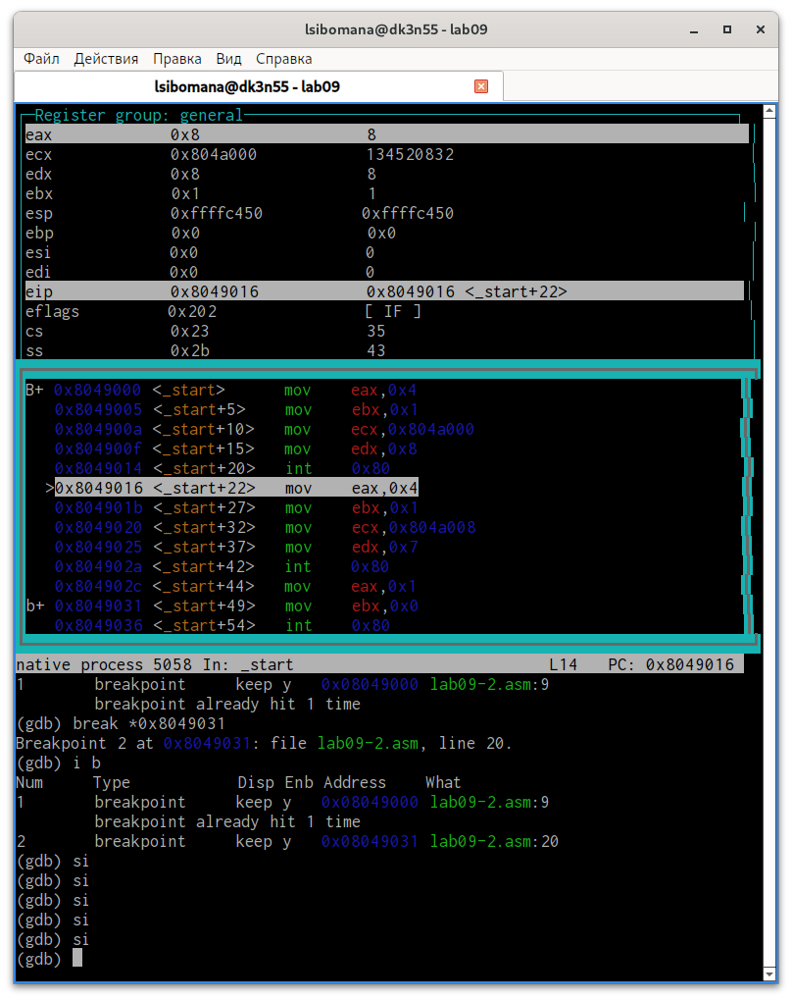 lsibomana@dk3n55 - lab09
Файл Действия Правка Вид Справка
lsibomana@dk3n55 - lab09
Register group: general
eax 0x8 8
ecx 0x804a000 134520832
edx 0x8 8
ebx 0x1 1
esp 0xffffc450 0xffffc450
ebp 0x0 0x0
esi 0x0 0
edi 0x0 0
eip 0x8049016 0x8049016 <_start+22>
eflags 0x202 [ IF ]
cs 0x23 35
ss 0x2b 43
B+ 0x8049000 <_start> mov eax,0x4
0x8049005 <_start+5> mov ebx,0x1
0x804900a <_start+10> mov ecx,0x804a000
0x804900f <_start+15> mov edx,0x8
0x8049014 <_start+20> int 0x80
>0x8049016 <_start+22> mov eax,0x4
0x804901b <_start+27> mov ebx,0x1
0x8049020 <_start+32> mov ecx,0x804a008
0x8049025 <_start+37> mov edx,0x7
0x804902a <_start+42> int 0x80
0x804902c <_start+44> mov eax,0x1
b+ 0x8049031 <_start+49> mov ebx,0x0
0x8049036 <_start+54> int 0x80
native process 5058 In: _start L14 PC: 0x8049016
1 breakpoint keep y 0x08049000 lab09-2.asm:9
breakpoint already hit 1 time
(gdb) break *0x8049031
Breakpoint 2 at 0x8049031: file lab09-2.asm, line 20.
(gdb) i b
Num Type Disp Enb Address What
1 breakpoint keep y 0x08049000 lab09-2.asm:9
breakpoint already hit 1 time
2 breakpoint keep y 0x08049031 lab09-2.asm:20
(gdb) si
(gdb) si
(gdb) si
(gdb) si
(gdb) si
(gdb)